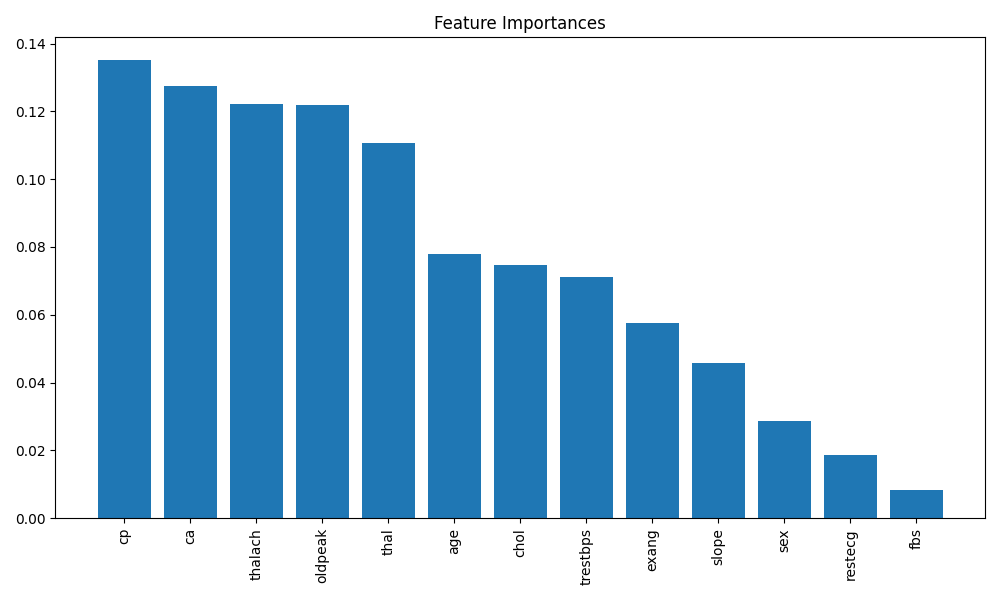 Feature Importances
0.14
0.12
0.10
0.08
0.06
0.04
0.02
0.00
cp
ca
thalach
oldpeak
thal
age
chol
trestbps
exang
slope
sex
restecg
fbs